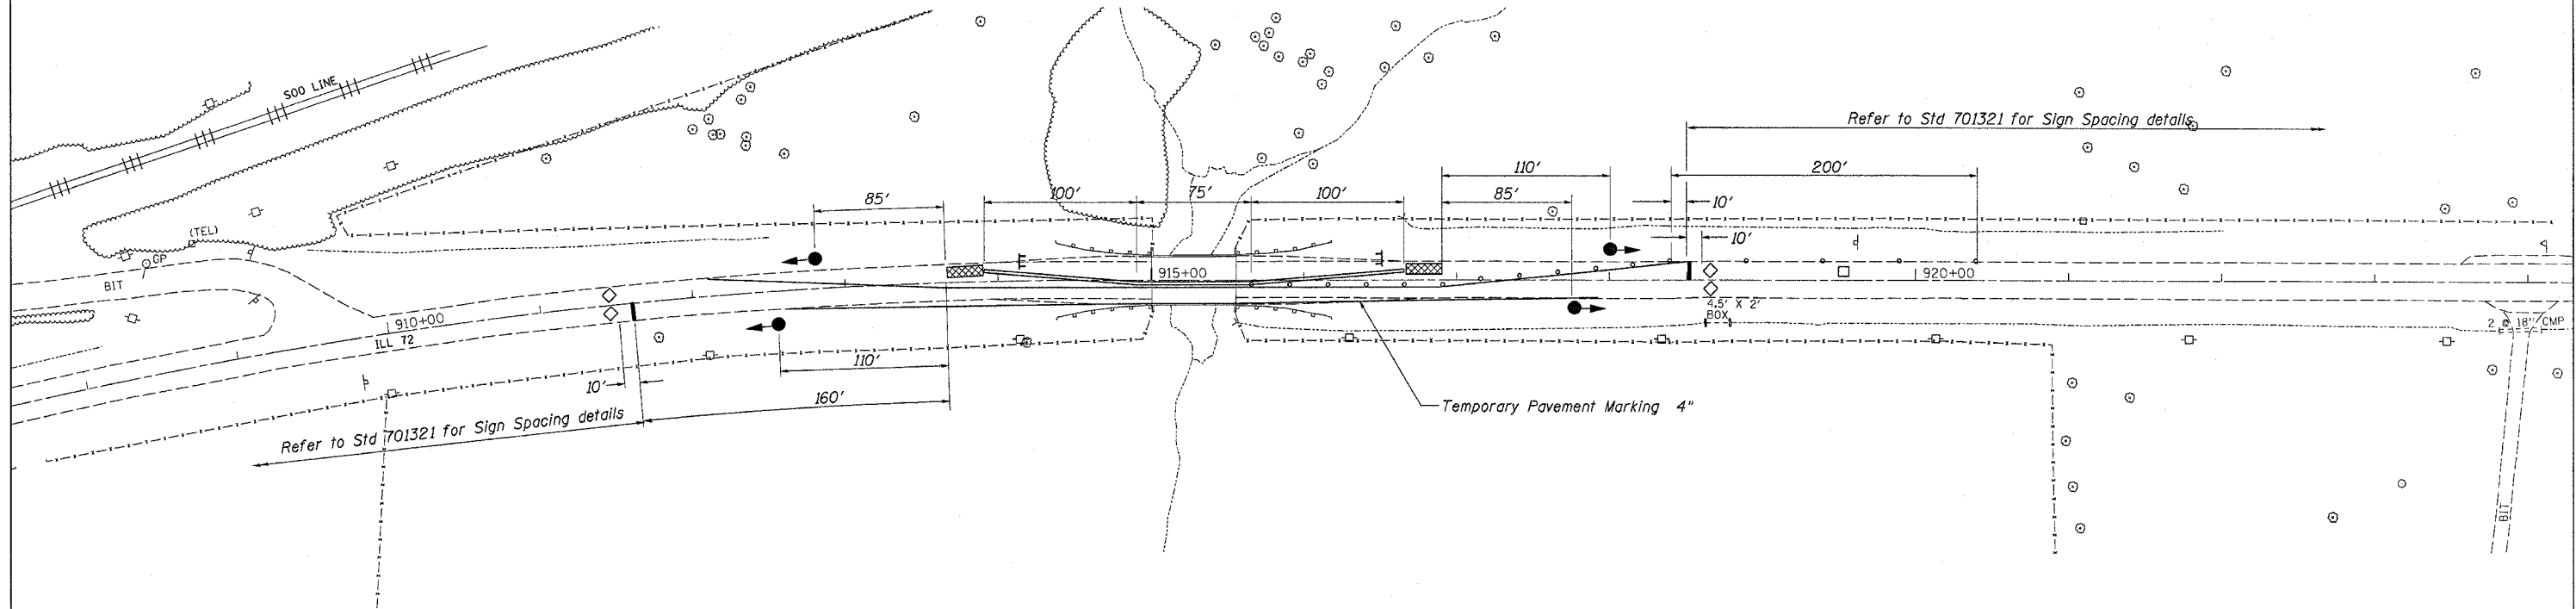 SOO LINE
Refer to Std 701321 for Sign Spacing details
110'
200'
85'
100'
75'
100'
85'
10'
10'
(TEL)
GP
BIT
915+00
920+00
910+00
ILL 72
4.5' X 2'
BOX
2 @ 18" CMP
110'
10'
160'
Temporary Pavement Marking 4"
Refer to Std 701321 for Sign Spacing details
BIT